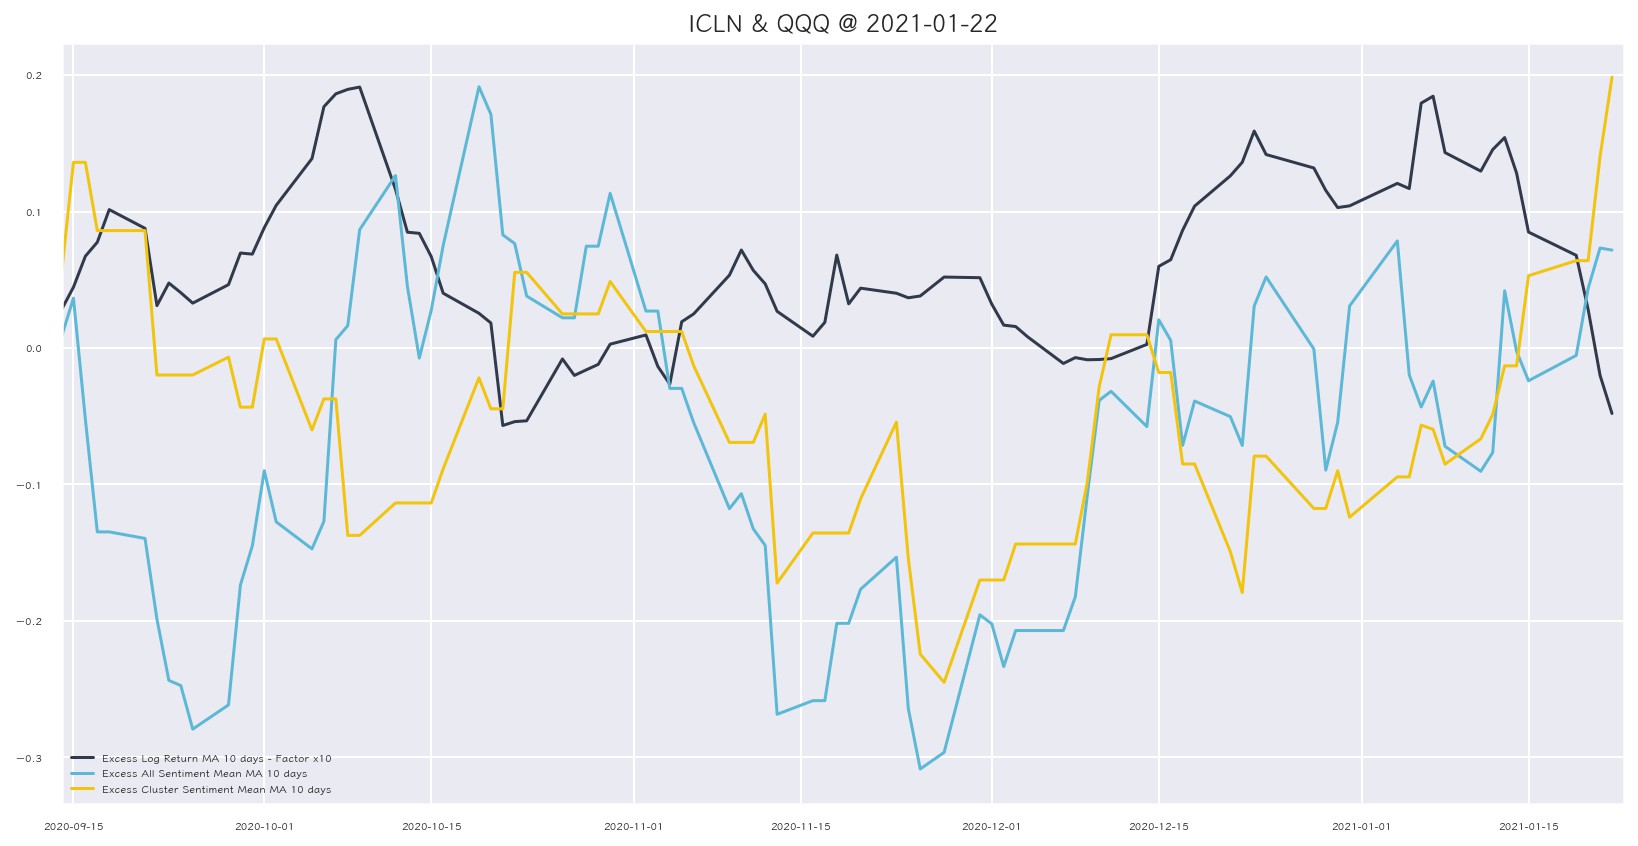 ICLN & QQQ @ 2021-01-22
0.2
0.1
0.0
−0.1
−0.2
−0.3
Excess Log Return MA 10 days - Factor x10
Excess All Sentiment Mean MA 10 days
Excess Cluster Sentiment Mean MA 10 days
2020-09-15 2020-10-01 2020-10-15 2020-11-01 2020-11-15 2020-12-01 2020-12-15 2021-01-01 2021-01-15